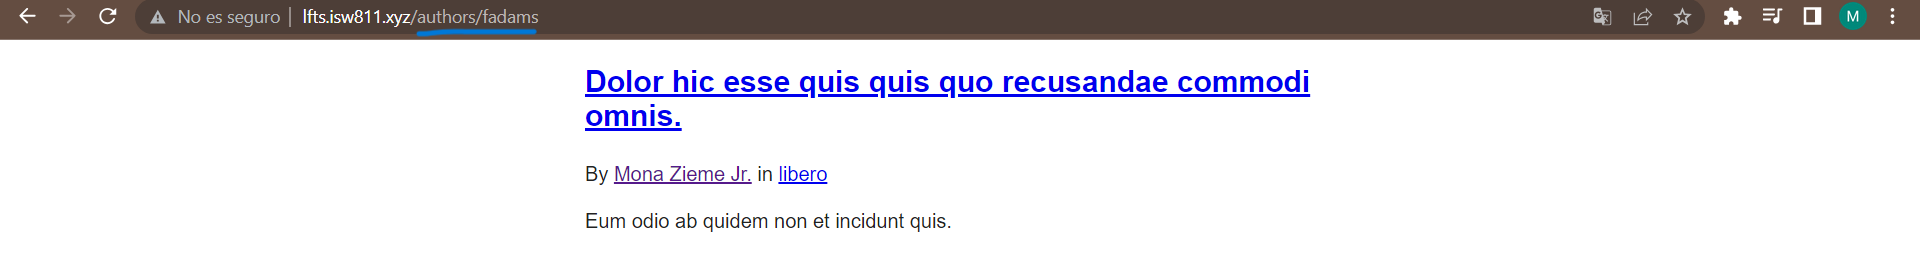 No es seguro | lfts.isw811.xyz/authors/fadams M
Dolor hic esse quis quis quo recusandae commodi
omnis.
By Mona Zieme Jr. in libero
Eum odio ab quidem non et incidunt quis.